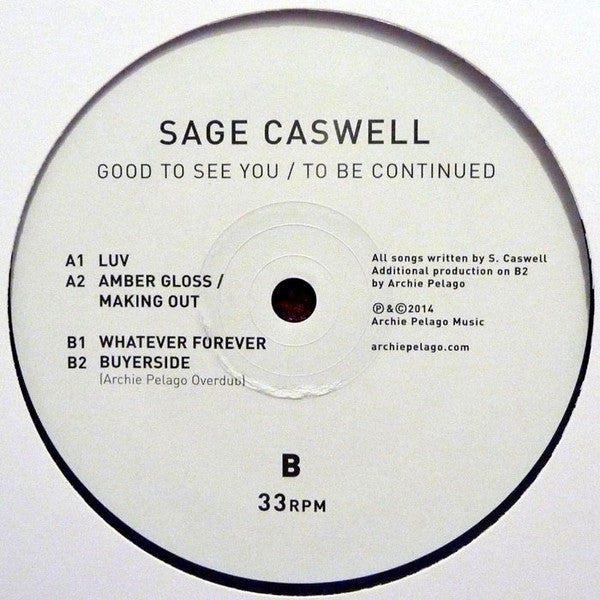 SAGE CASWELL
GOOD TO SEE YOU / TO BE CONTINUED
A1 LUV
A2 AMBER GLOSS /
MAKING OUT
B1 WHATEVER FOREVER
B2 BUYERSIDE
(Archie Pelago Overdub)
All songs written by S. Caswell
Additional production on B2
by Archie Pelago
℗ & © 2014
Archie Pelago Music
archiepelago.com
B
33RPM